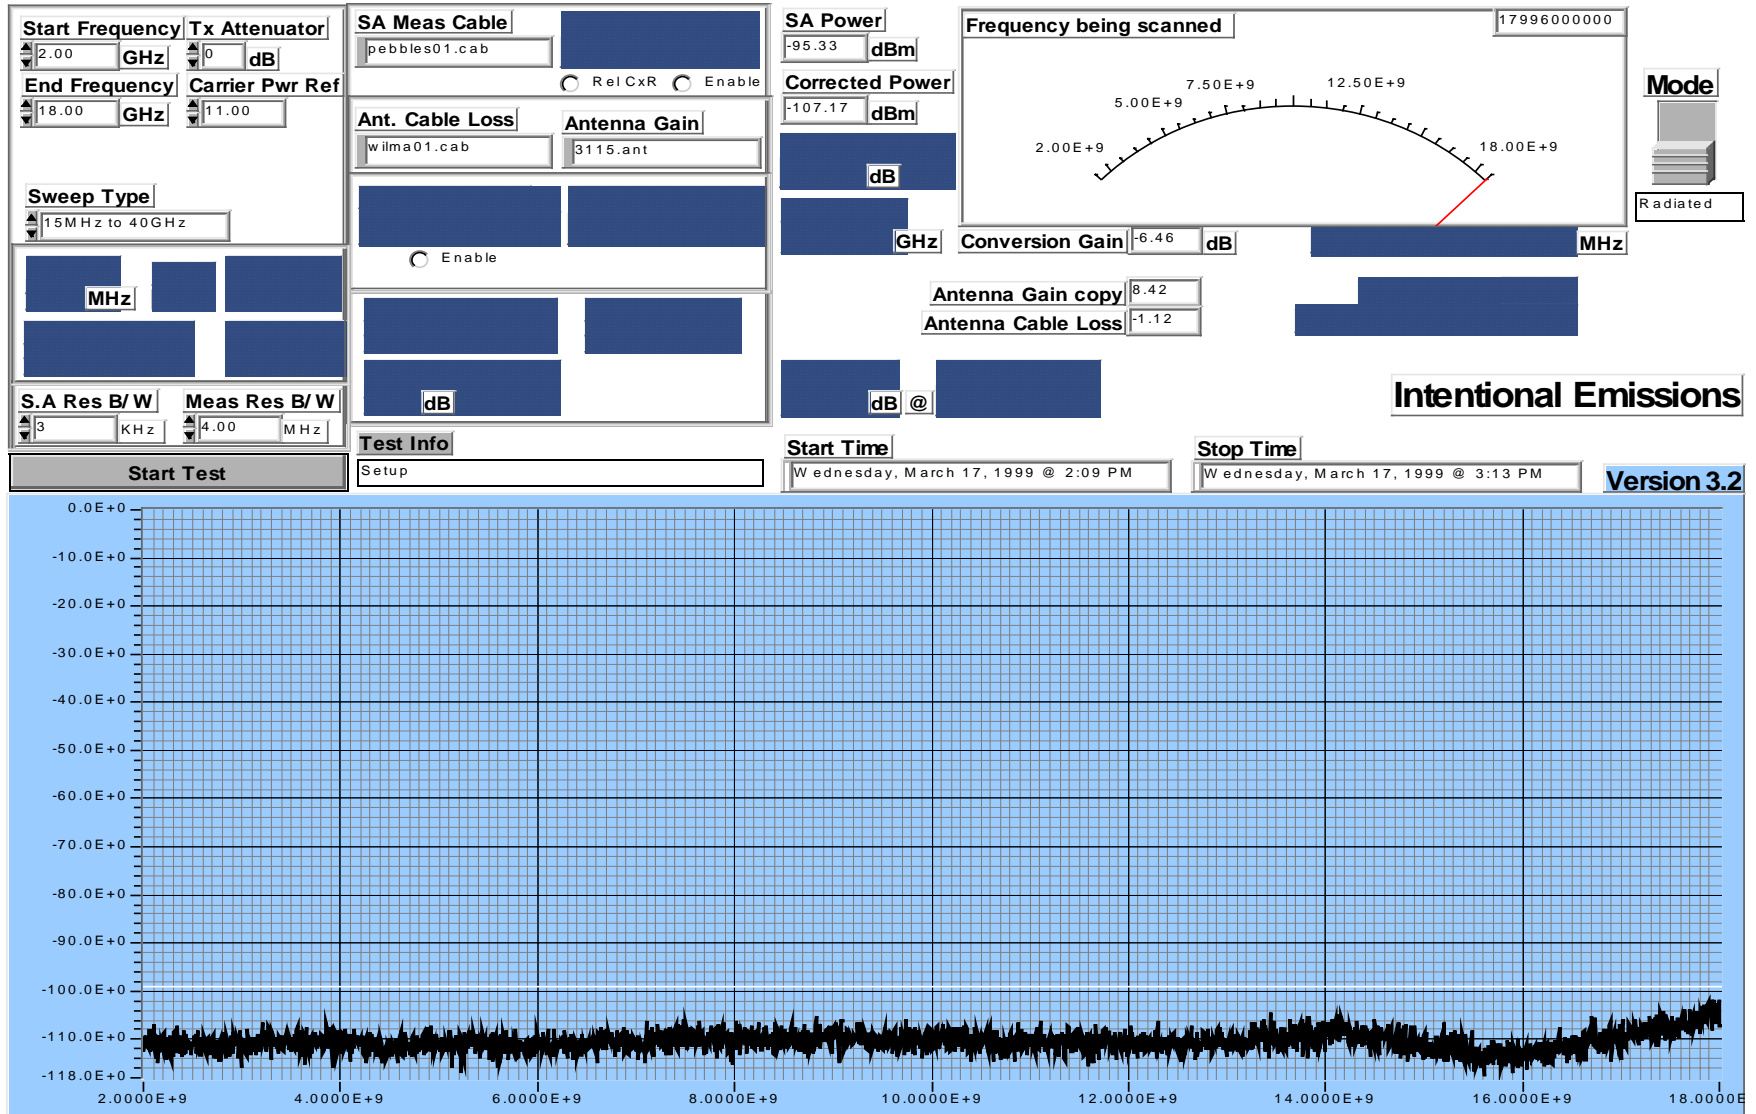 Start Frequency
2.00
GHz
Tx Attenuator
0
dB
End Frequency
18.00
GHz
Carrier Pwr Ref
11.00
Sweep Type
15MHz to 40GHz
MHz
S.A Res B/W
3
KHz
Meas Res B/W
4.00
MHz
Start Test
SA Meas Cable
pebbles01.cab
Rel CxR
Enable
Ant. Cable Loss
wilma01.cab
Antenna Gain
3115.ant
Enable
dB
Test Info
Setup
SA Power
-95.33
dBm
Corrected Power
-107.17
dBm
dB
GHz
Frequency being scanned
17996000000
2.00E+9
5.00E+9
7.50E+9
12.50E+9
18.00E+9
Mode
Radiated
Conversion Gain
-6.46
dB
MHz
Antenna Gain copy
8.42
Antenna Cable Loss
-1.12
dB
@
Intentional Emissions
Start Time
Wednesday, March 17, 1999 @ 2:09 PM
Stop Time
Wednesday, March 17, 1999 @ 3:13 PM
Version 3.2
0.0E+0
-10.0E+0
-20.0E+0
-30.0E+0
-40.0E+0
-50.0E+0
-60.0E+0
-70.0E+0
-80.0E+0
-90.0E+0
-100.0E+0
-110.0E+0
-118.0E+0
2.0000E+9
4.0000E+9
6.0000E+9
8.0000E+9
10.0000E+9
12.0000E+9
14.0000E+9
16.0000E+9
18.0000E